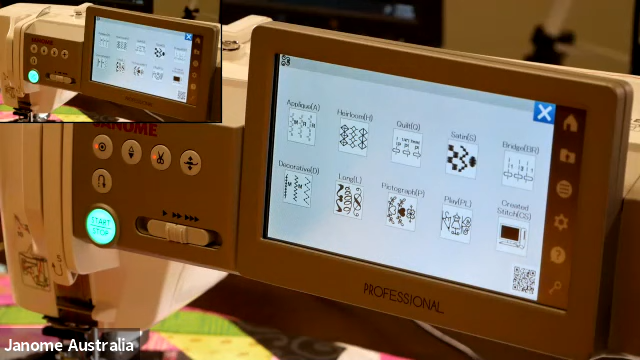 JANOME
START
STOP
Applique(A)
Heirloom(H)
Quilt(Q)
Satin(S)
Bridge(BR)
Decorative(D)
Long(L)
Pictograph(P)
Play(PL)
Created
Stitch(CS)
PROFESSIONAL
Janome Australia